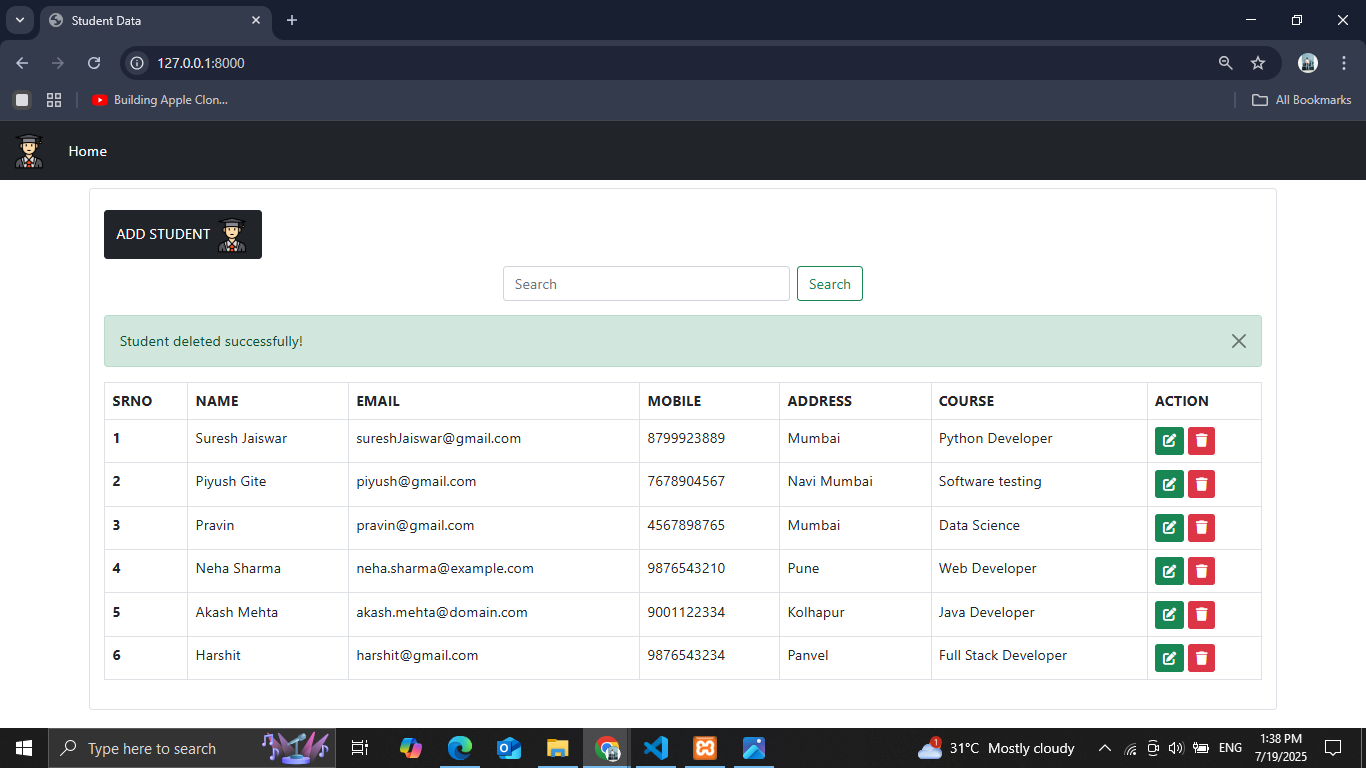 Student Data
127.0.0.1:8000
Building Apple Clon...
All Bookmarks
Home
ADD STUDENT
Search Search
Student deleted successfully!
SRNO NAME EMAIL MOBILE ADDRESS COURSE ACTION
1 Suresh Jaiswar sureshJaiswar@gmail.com 8799923889 Mumbai Python Developer
2 Piyush Gite piyush@gmail.com 7678904567 Navi Mumbai Software testing
3 Pravin pravin@gmail.com 4567898765 Mumbai Data Science
4 Neha Sharma neha.sharma@example.com 9876543210 Pune Web Developer
5 Akash Mehta akash.mehta@domain.com 9001122334 Kolhapur Java Developer
6 Harshit harshit@gmail.com 9876543234 Panvel Full Stack Developer
Type here to search
1
31°C Mostly cloudy
ENG
1:38 PM
7/19/2025